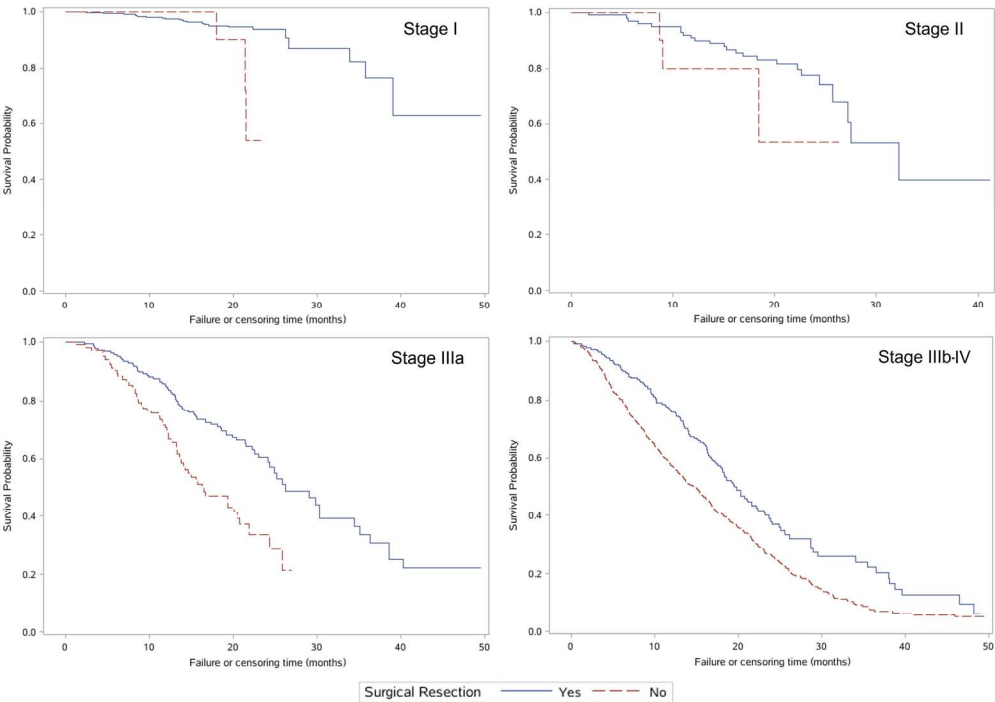 Stage I
1.0
0.8
0.6
0.4
0.2
0.0
Survival Probability
0 10 20 30 40 50
Failure or censoring time (months)
Stage II
1.0
0.8
0.6
0.4
0.2
0.0
Survival Probability
0 10 20 30 40
Failure or censoring time (months)
Stage IIIa
1.0
0.8
0.6
0.4
0.2
0.0
Survival Probability
0 10 20 30 40 50
Failure or censoring time (months)
Stage IIIb-IV
1.0
0.8
0.6
0.4
0.2
0.0
Survival Probability
0 10 20 30 40 50
Failure or censoring time (months)
Surgical Resection Yes No